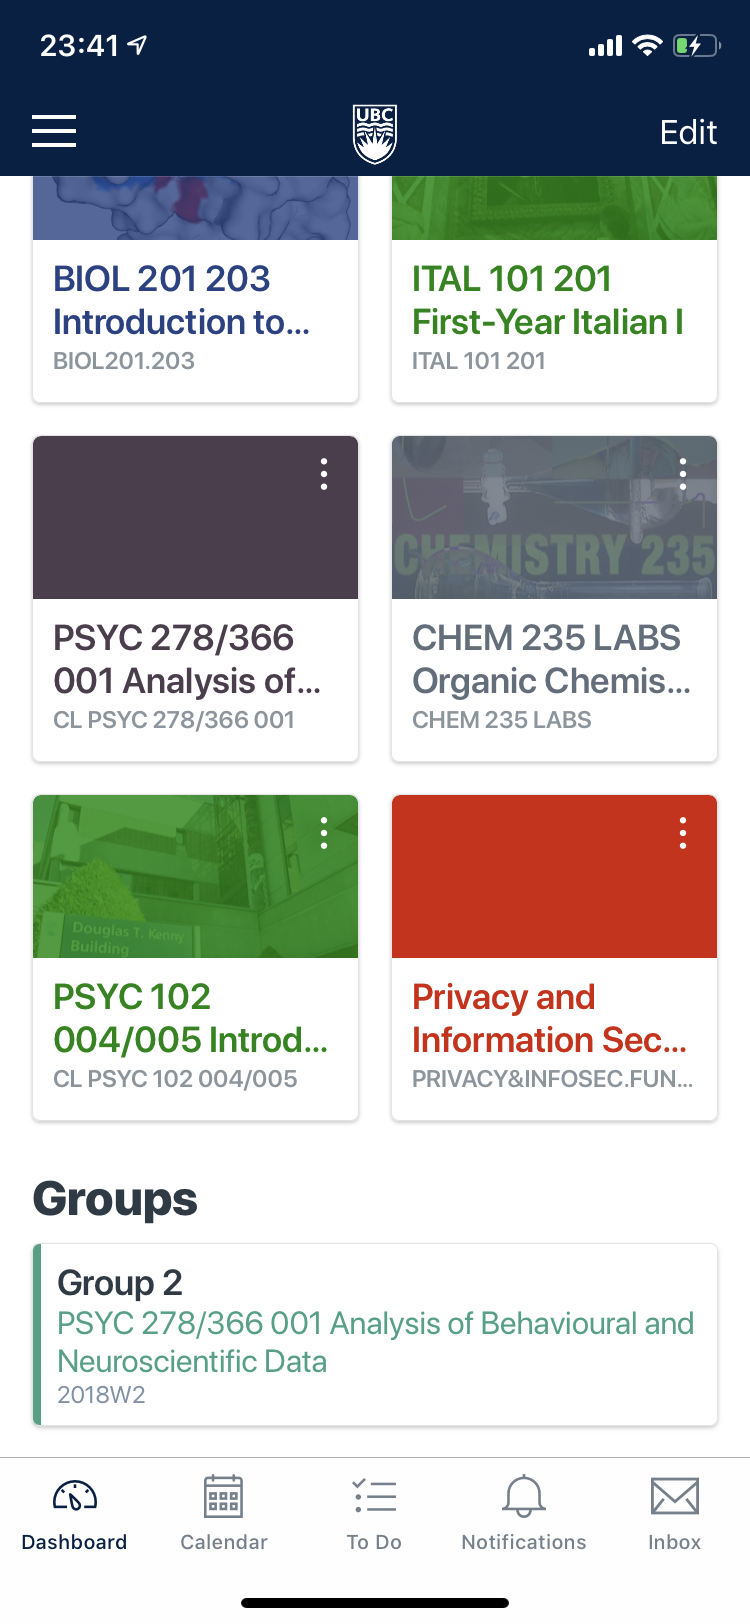 23:41
UBC
Edit
BIOL 201 203
Introduction to...
BIOL201.203
ITAL 101 201
First-Year Italian I
ITAL 101 201
PSYC 278/366
001 Analysis of...
CL PSYC 278/366 001
CHEMISTRY 235
CHEM 235 LABS
Organic Chemis...
CHEM 235 LABS
Douglas T. Kenny
Building
PSYC 102
004/005 Introd...
CL PSYC 102 004/005
Privacy and
Information Sec...
PRIVACY&INFOSEC.FUN...
Groups
Group 2
PSYC 278/366 001 Analysis of Behavioural and
Neuroscientific Data
2018W2
Dashboard
Calendar
To Do
Notifications
Inbox